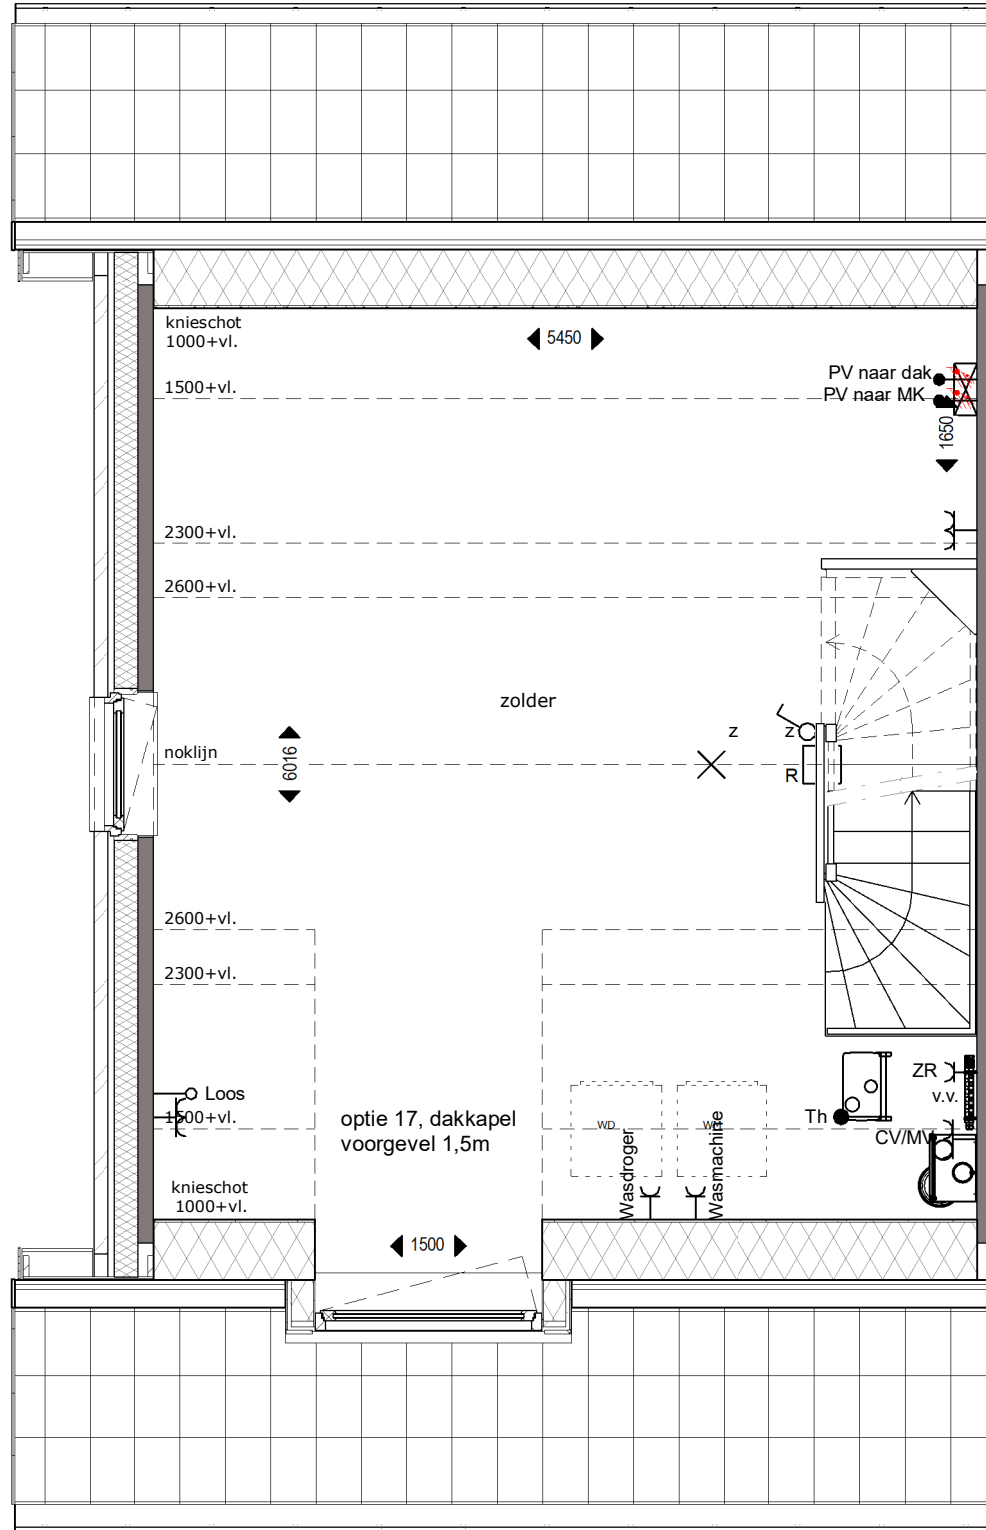 knieschot
1000+vl.
5450
1500+vl.
PV naar dak
PV naar MK
1650
2300+vl.
2600+vl.
zolder
z
z
noklijn
6016
R
2600+vl.
2300+vl.
ZR
v.v.
Loos
1500+vl.
optie 17, dakkapel
voorgevel 1,5m
WD
Wasdroger
Wasmachine
Th
CV/MV
knieschot
1000+vl.
1500